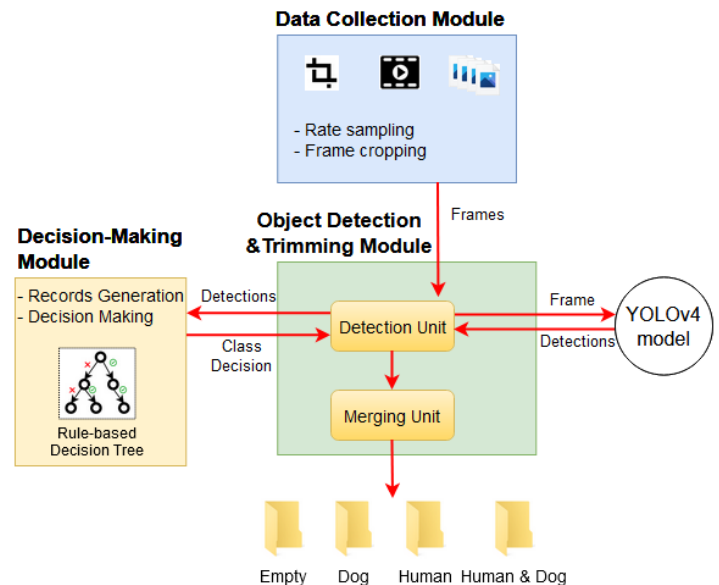 Data Collection Module
- Rate sampling
- Frame cropping
Frames
Object Detection
&Trimming Module
Decision-Making
Module
- Records Generation
- Decision Making
Rule-based
Decision Tree
Detections
Class
Decision
Detection Unit
Merging Unit
Frame
Detections
YOLOv4
model
Empty
Dog
Human
Human & Dog